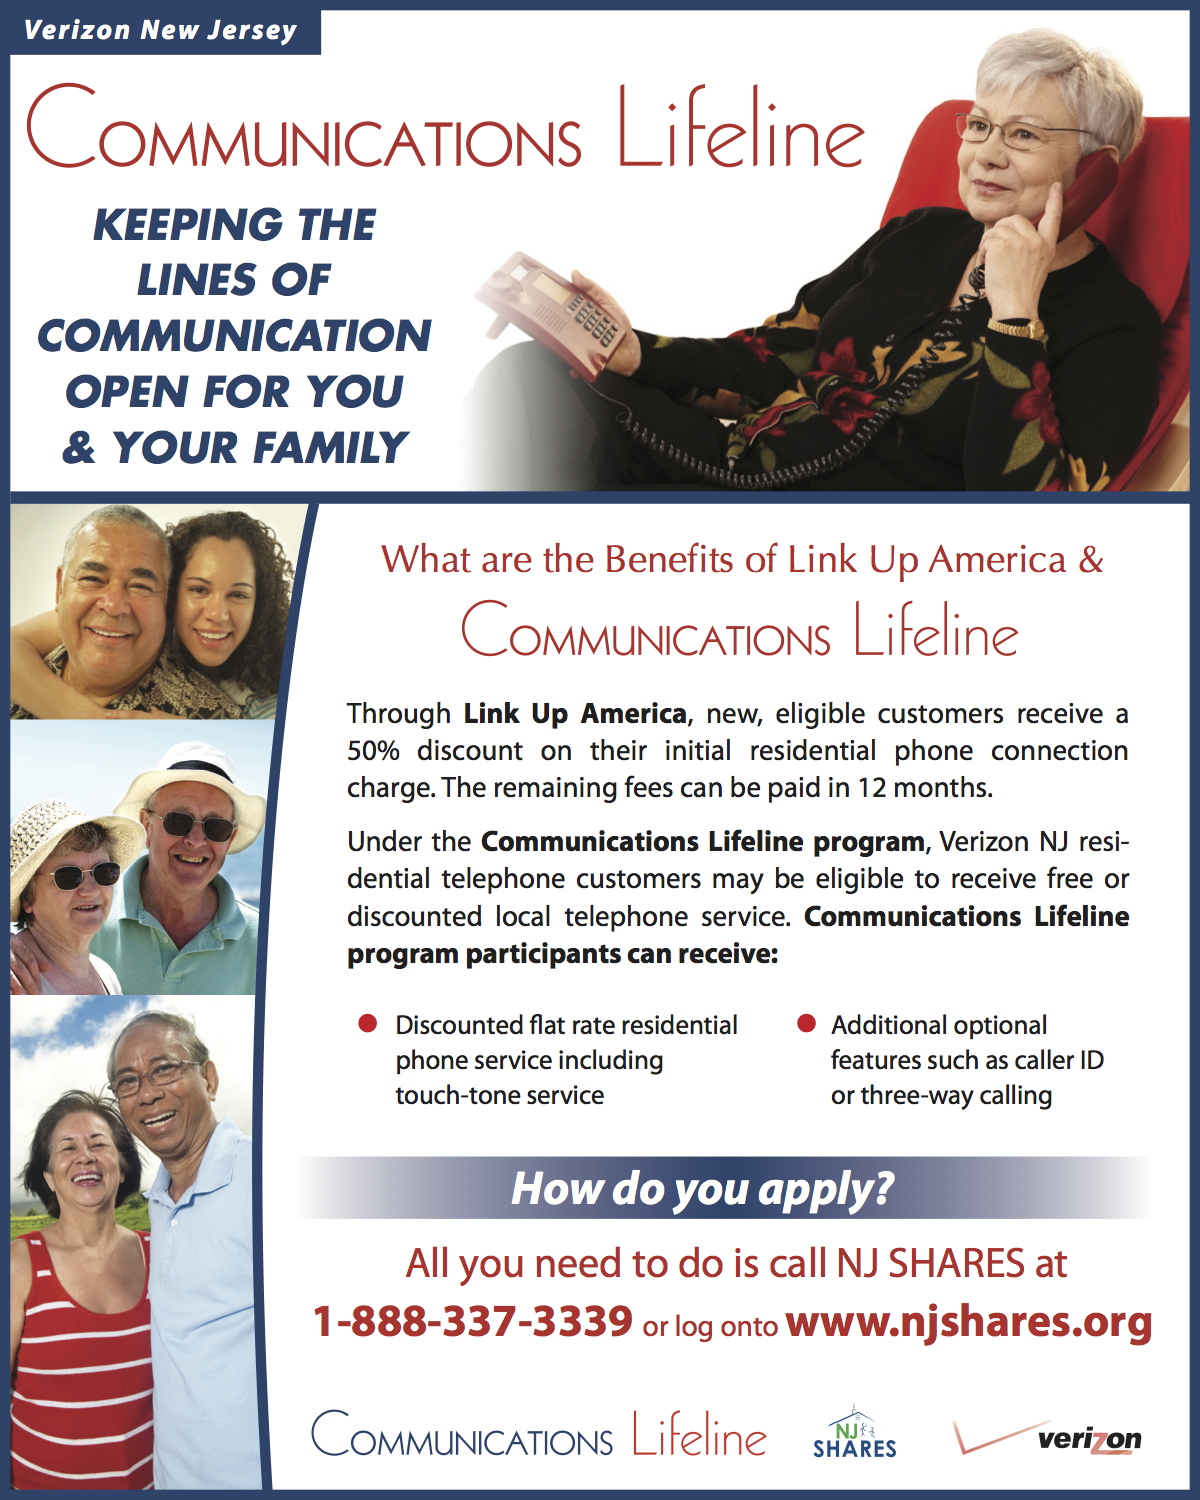 Verizon New Jersey
COMMUNICATIONS Lifeline
KEEPING THE
LINES OF
COMMUNICATION
OPEN FOR YOU
& YOUR FAMILY
What are the Benefits of Link Up America &
COMMUNICATIONS Lifeline
Through Link Up America, new, eligible customers receive a
50% discount on their initial residential phone connection
charge. The remaining fees can be paid in 12 months.
Under the Communications Lifeline program, Verizon NJ resi-
dential telephone customers may be eligible to receive free or
discounted local telephone service. Communications Lifeline
program participants can receive:
Discounted flat rate residential
phone service including
touch-tone service
Additional optional
features such as caller ID
or three-way calling
How do you apply?
All you need to do is call NJ SHARES at
1-888-337-3339 or log onto www.njshares.org
COMMUNICATIONS Lifeline
NJ
SHARES
verizon